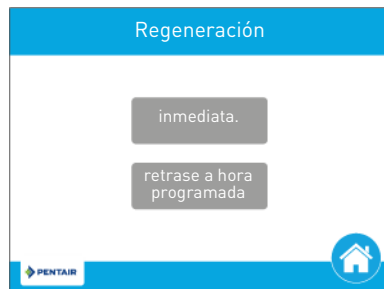 Regeneración
inmediata.
retrase a hora
programada
PENTAIR